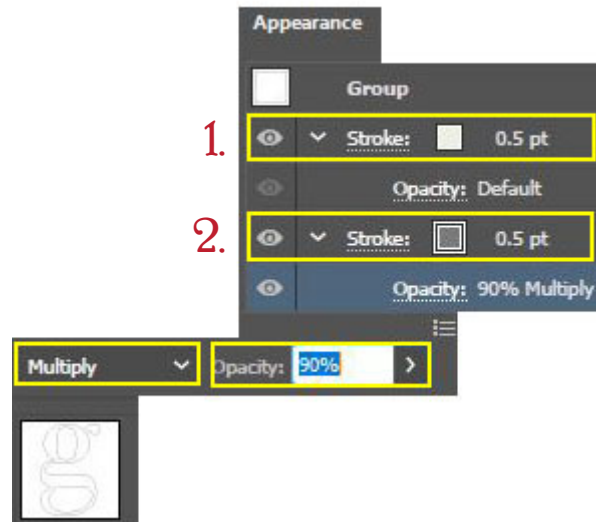 Appearance
Group
1. Stroke: 0.5 pt
Opacity: Default
2. Stroke: 0.5 pt
Opacity: 90% Multiply
Multiply Opacity: 90%
g